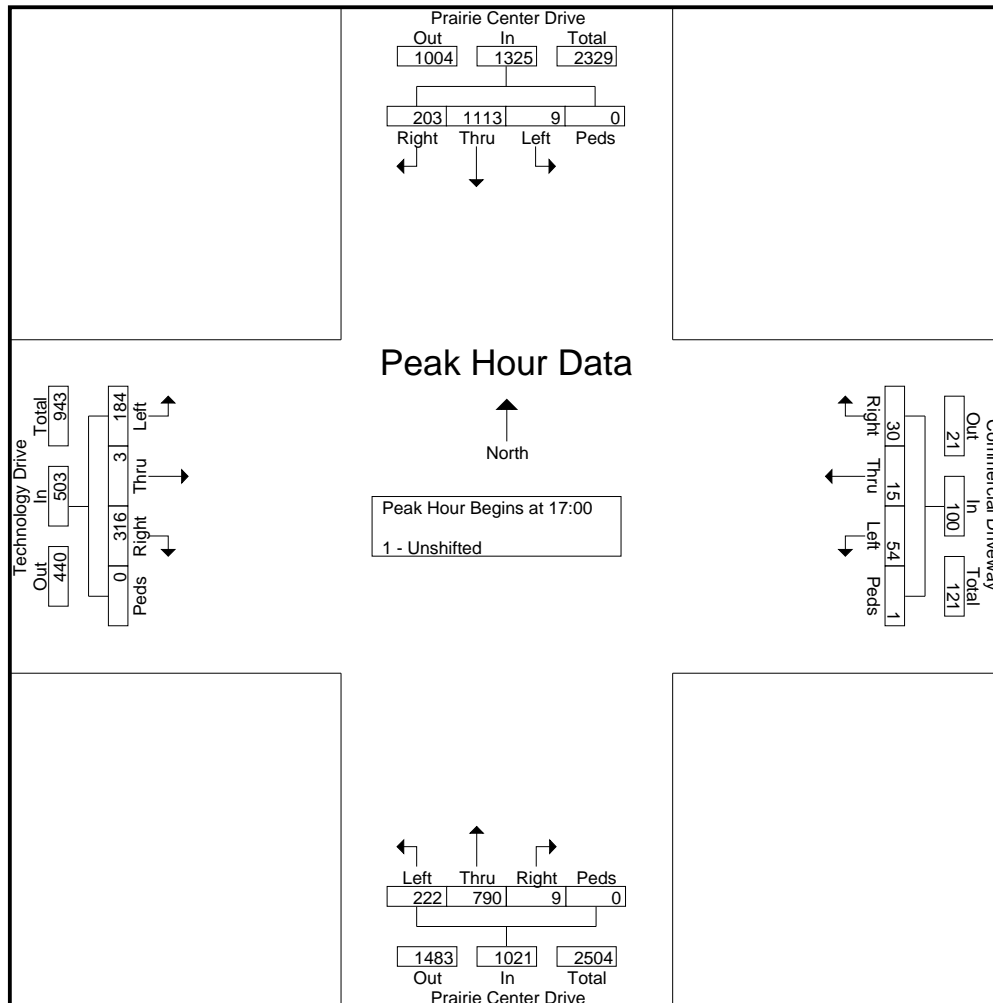 Prairie Center Drive
Out In Total
1004 1325 2329
203 1113 9 0
Right Thru Left Peds
Peak Hour Data
North
Peak Hour Begins at 17:00
1 - Unshifted
Technology Drive
Out In Total
440 503 943
0 316 3 184
Peds Right Thru Left
Commercial Driveway
Out In Total
21 100 121
30 15 54 1
Right Thru Left Peds
Left Thru Right Peds
222 790 9 0
1483 1021 2504
Out In Total
Prairie Center Drive